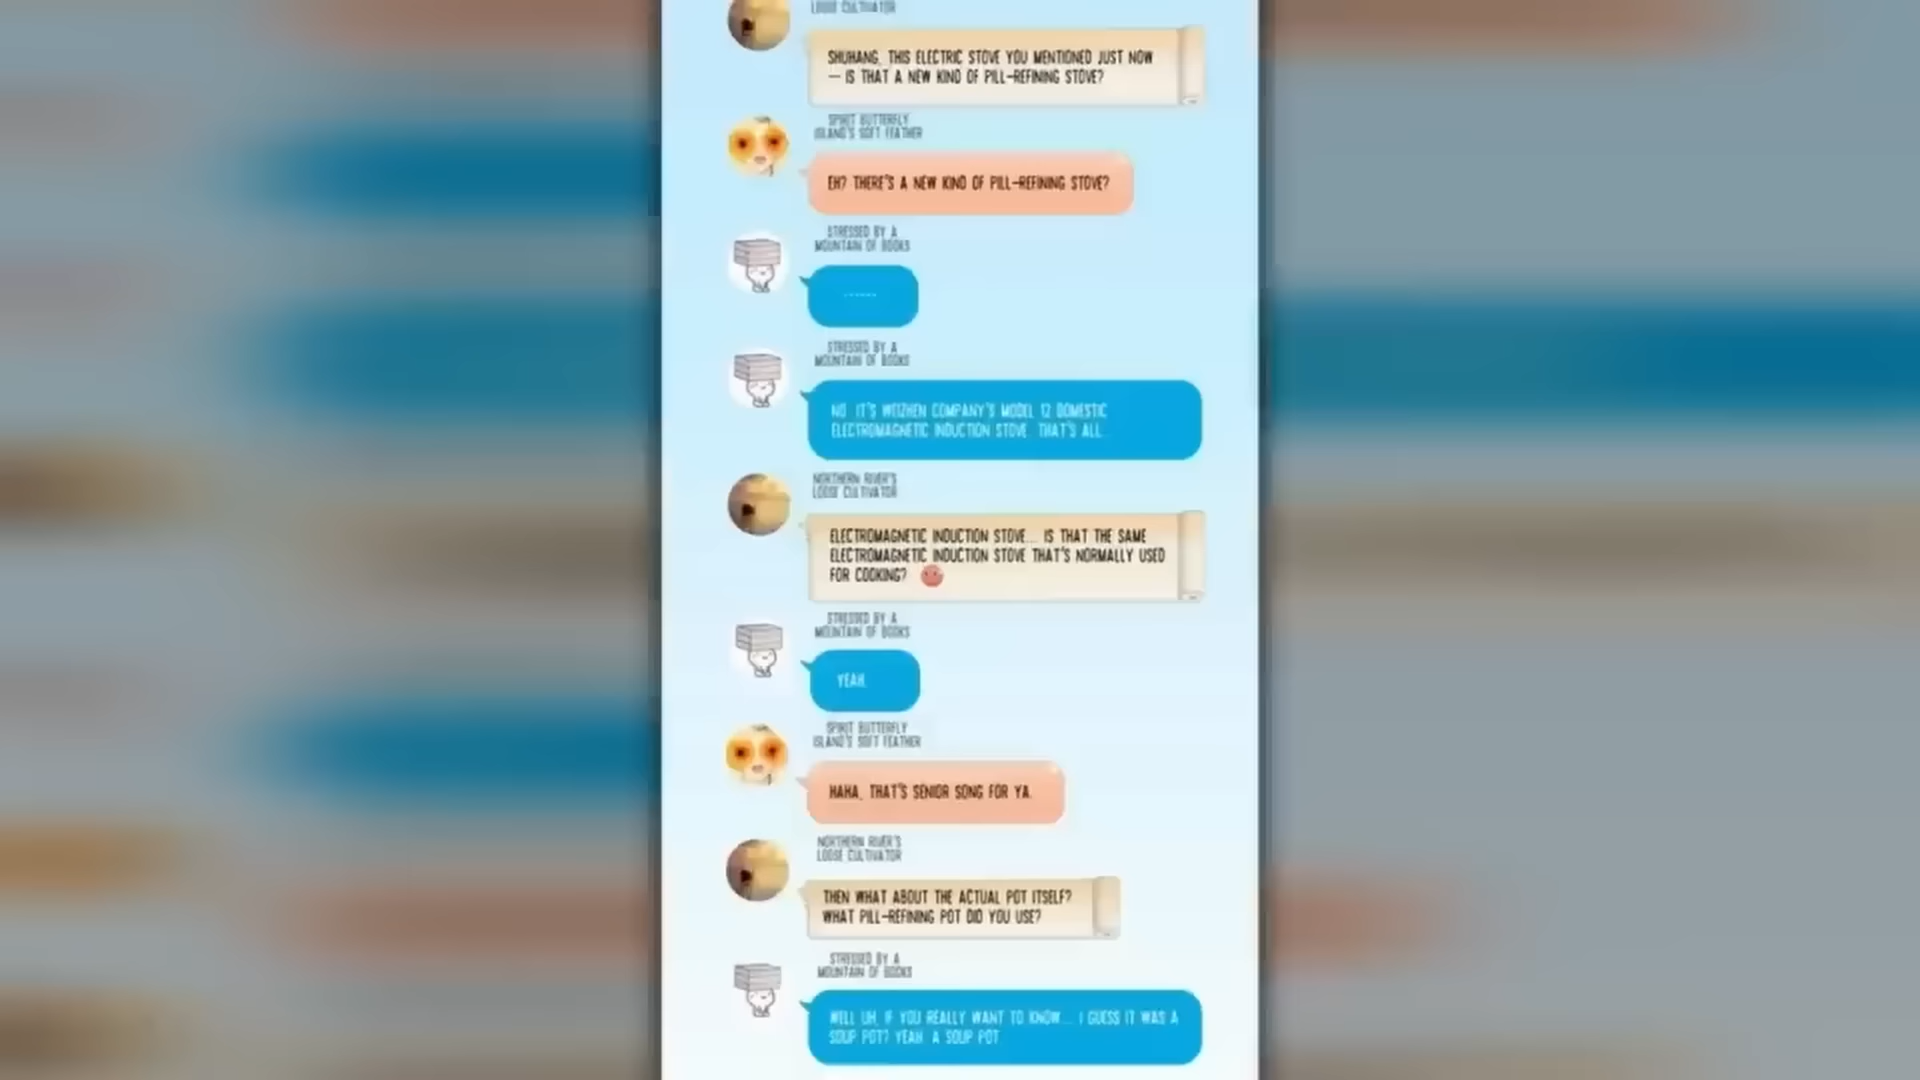 LOOSE CULTIVATOR
SHUHANG, THIS ELECTRIC STOVE YOU MENTIONED JUST NOW
— IS THAT A NEW KIND OF PILL-REFINING STOVE?
SPIRIT BUTTERFLY
ISLAND'S SOFT FEATHER
EH? THERE'S A NEW KIND OF PILL-REFINING STOVE?
STRESSED BY A
MOUNTAIN OF BOOKS
......
STRESSED BY A
MOUNTAIN OF BOOKS
NO. IT'S WEIZHEN COMPANY'S MODEL 12 DOMESTIC
ELECTROMAGNETIC INDUCTION STOVE. THAT'S ALL.
NORTHERN RIVER'S
LOOSE CULTIVATOR
ELECTROMAGNETIC INDUCTION STOVE... IS THAT THE SAME
ELECTROMAGNETIC INDUCTION STOVE THAT'S NORMALLY USED
FOR COOKING?
STRESSED BY A
MOUNTAIN OF BOOKS
YEAH.
SPIRIT BUTTERFLY
ISLAND'S SOFT FEATHER
HAHA, THAT'S SENIOR SONG FOR YA.
NORTHERN RIVER'S
LOOSE CULTIVATOR
THEN WHAT ABOUT THE ACTUAL POT ITSELF?
WHAT PILL-REFINING POT DID YOU USE?
STRESSED BY A
MOUNTAIN OF BOOKS
WELL UH, IF YOU REALLY WANT TO KNOW... I GUESS IT WAS A
SOUP POT? YEAH. A SOUP POT.